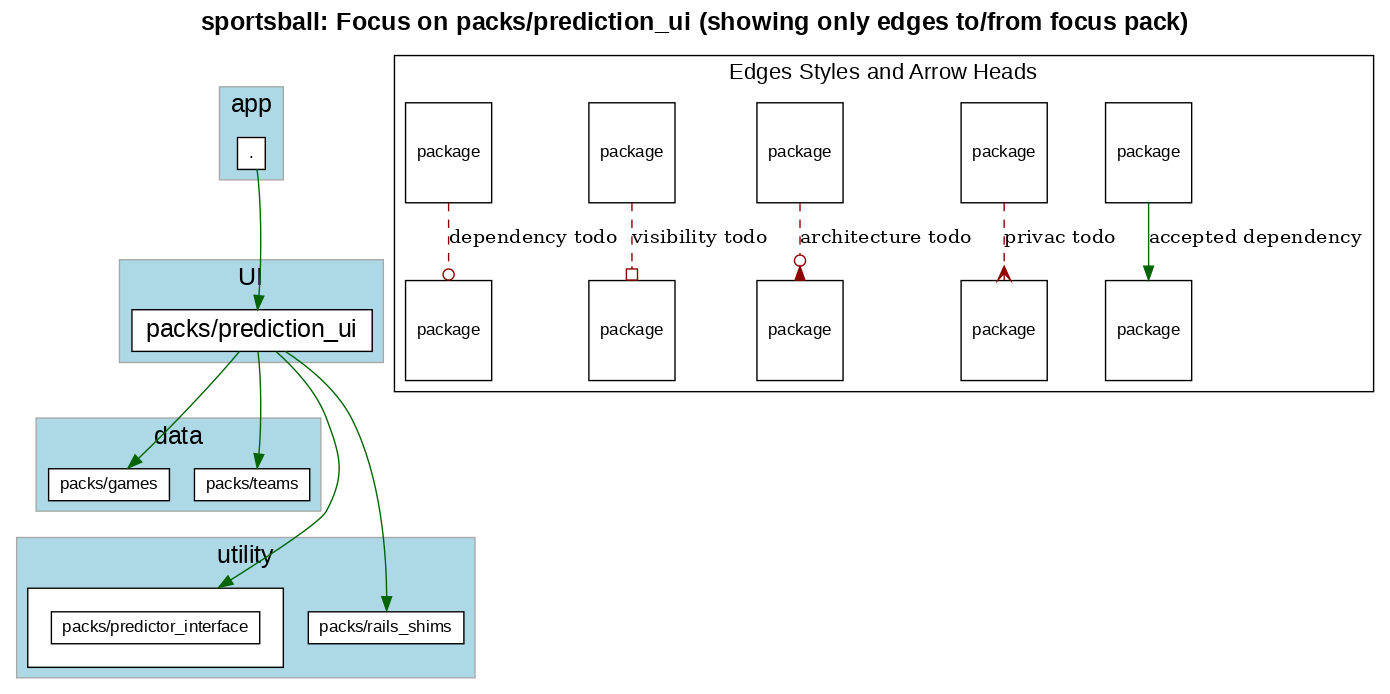 sportsball: Focus on packs/prediction_ui (showing only edges to/from focus pack)
app
.
UI
packs/prediction_ui
data
packs/games
packs/teams
utility
packs/predictor_interface
packs/rails_shims
Edges Styles and Arrow Heads
package
package
package
package
package
dependency todo
visibility todo
architecture todo
privac todo
accepted dependency
package
package
package
package
package